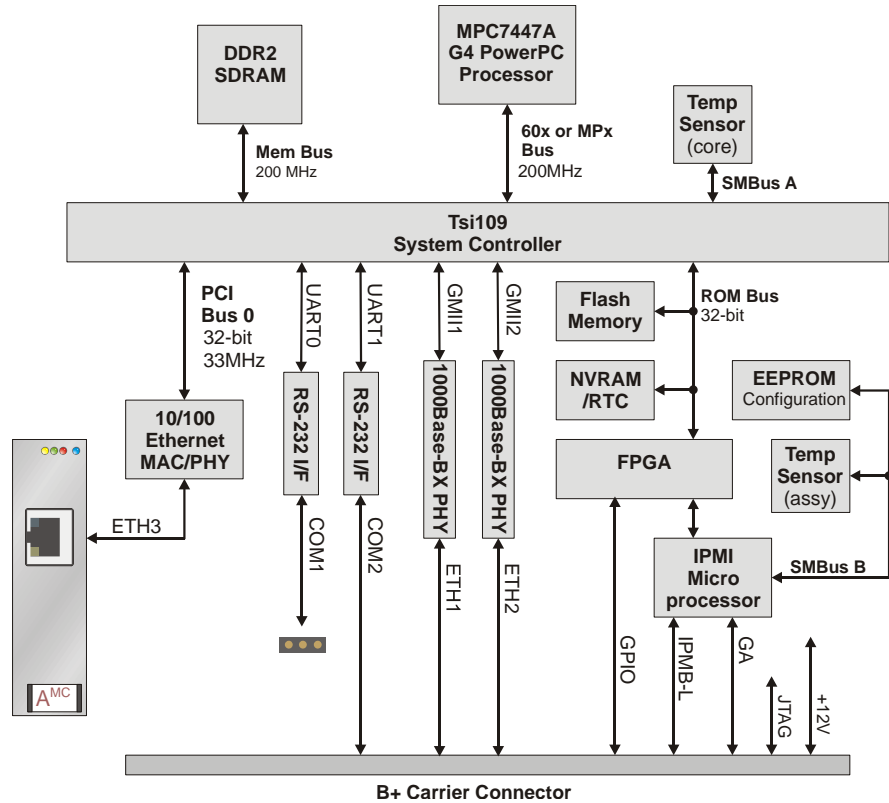 DDR2
SDRAM
MPC7447A
G4 PowerPC
Processor
Temp
Sensor
(core)
Mem Bus
200 MHz
60x or MPx
Bus
200MHz
SMBus A
Tsi109
System Controller
PCI
Bus 0
32-bit
33MHz
UART0
UART1
GMII1
GMII2
Flash
Memory
ROM Bus
32-bit
NVRAM
/RTC
EEPROM
Configuration
10/100
Ethernet
MAC/PHY
RS-232 I/F
RS-232 I/F
1000Base-BX PHY
1000Base-BX PHY
FPGA
Temp
Sensor
(assy)
ETH3
COM1
COM2
ETH1
ETH2
IPMI
Micro
processor
SMBus B
GPIO
IPMB-L
GA
JTAG
+12V
AMC
B+ Carrier Connector